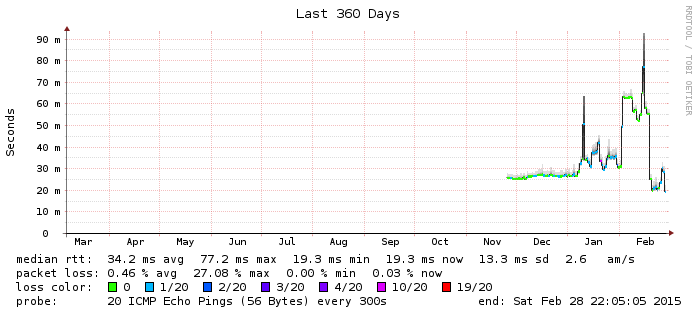 Last 360 Days
RRDTOOL / TOBI OETIKER
Seconds
90 m
80 m
70 m
60 m
50 m
40 m
30 m
20 m
10 m
0
Mar Apr May Jun Jul Aug Sep Oct Nov Dec Jan Feb
median rtt: 34.2 ms avg 77.2 ms max 19.3 ms min 19.3 ms now 13.3 ms sd 2.6 am/s
packet loss: 0.46 % avg 27.08 % max 0.00 % min 0.03 % now
loss color: 0 1/20 2/20 3/20 4/20 10/20 19/20
probe: 20 ICMP Echo Pings (56 Bytes) every 300s end: Sat Feb 28 22:05:05 2015